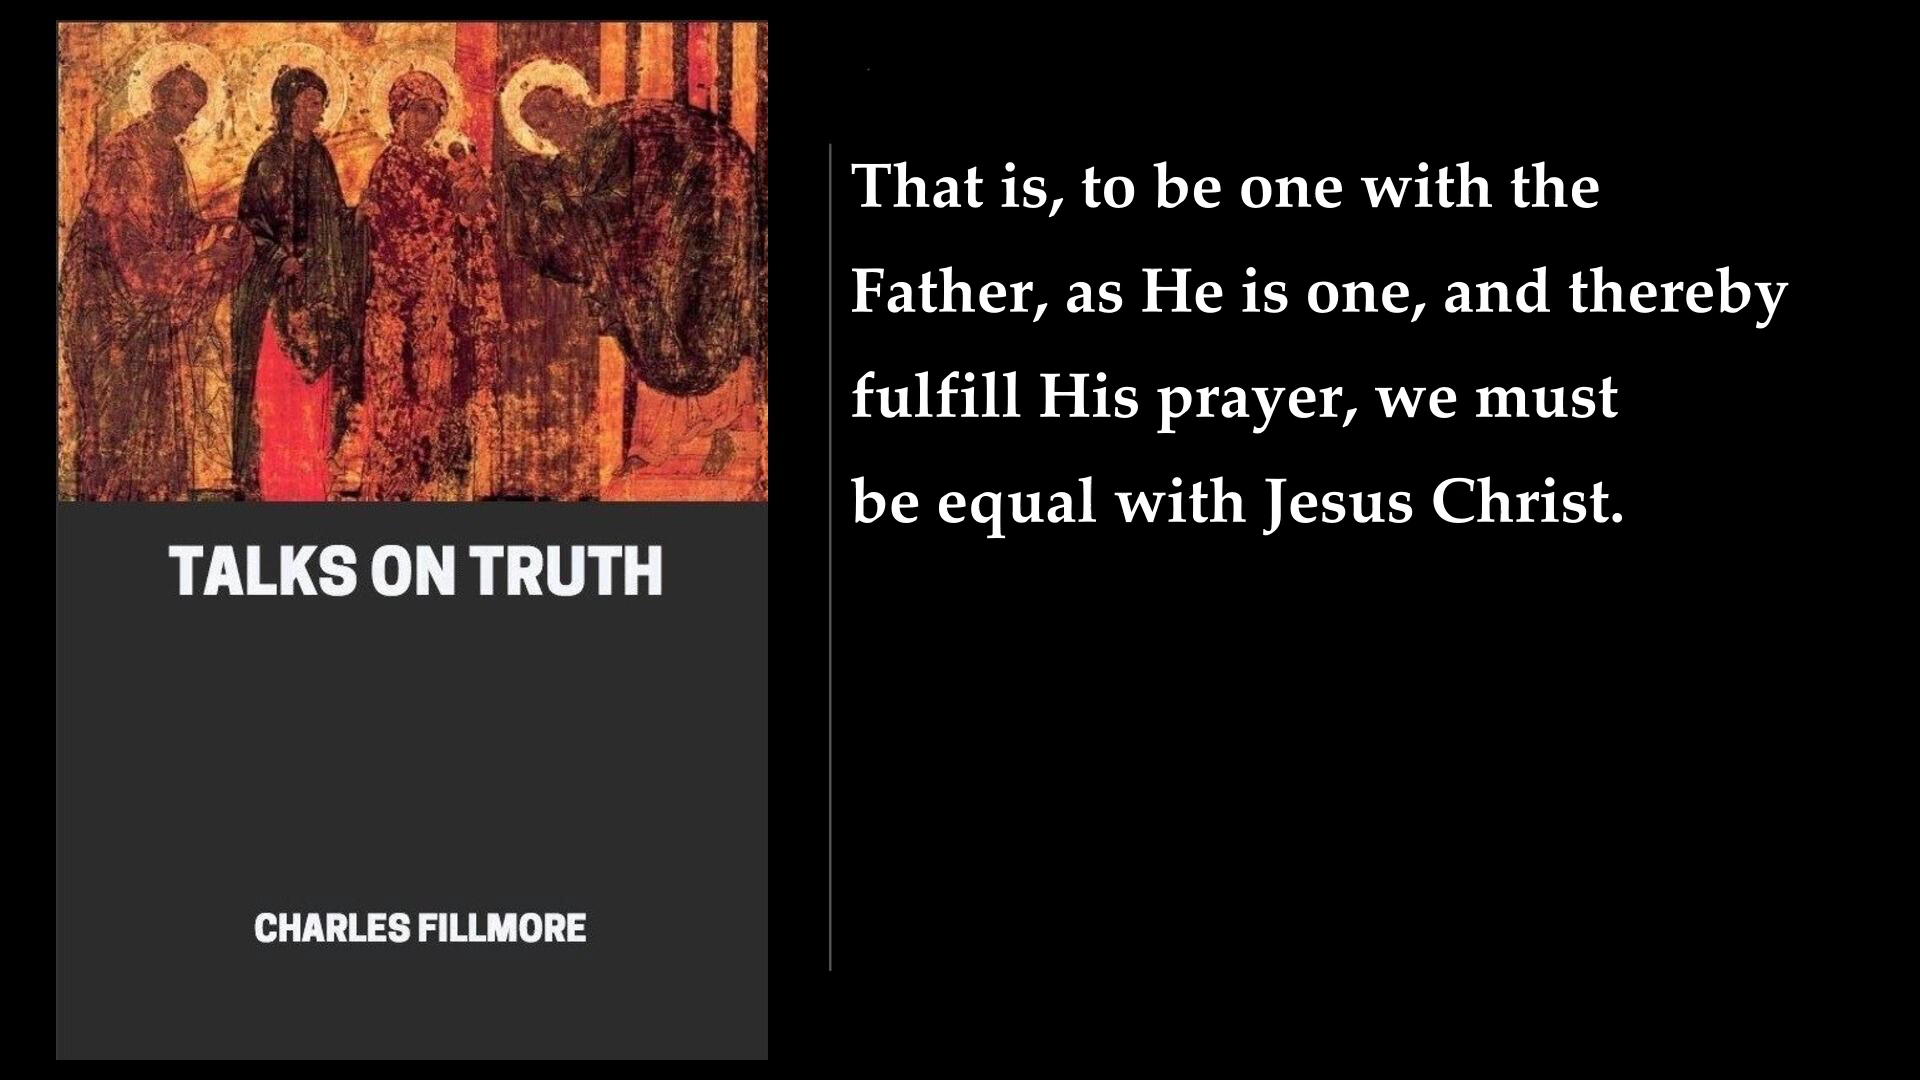 TALKS ON TRUTH
CHARLES FILLMORE
That is, to be one with the
Father, as He is one, and thereby
fulfill His prayer, we must
be equal with Jesus Christ.